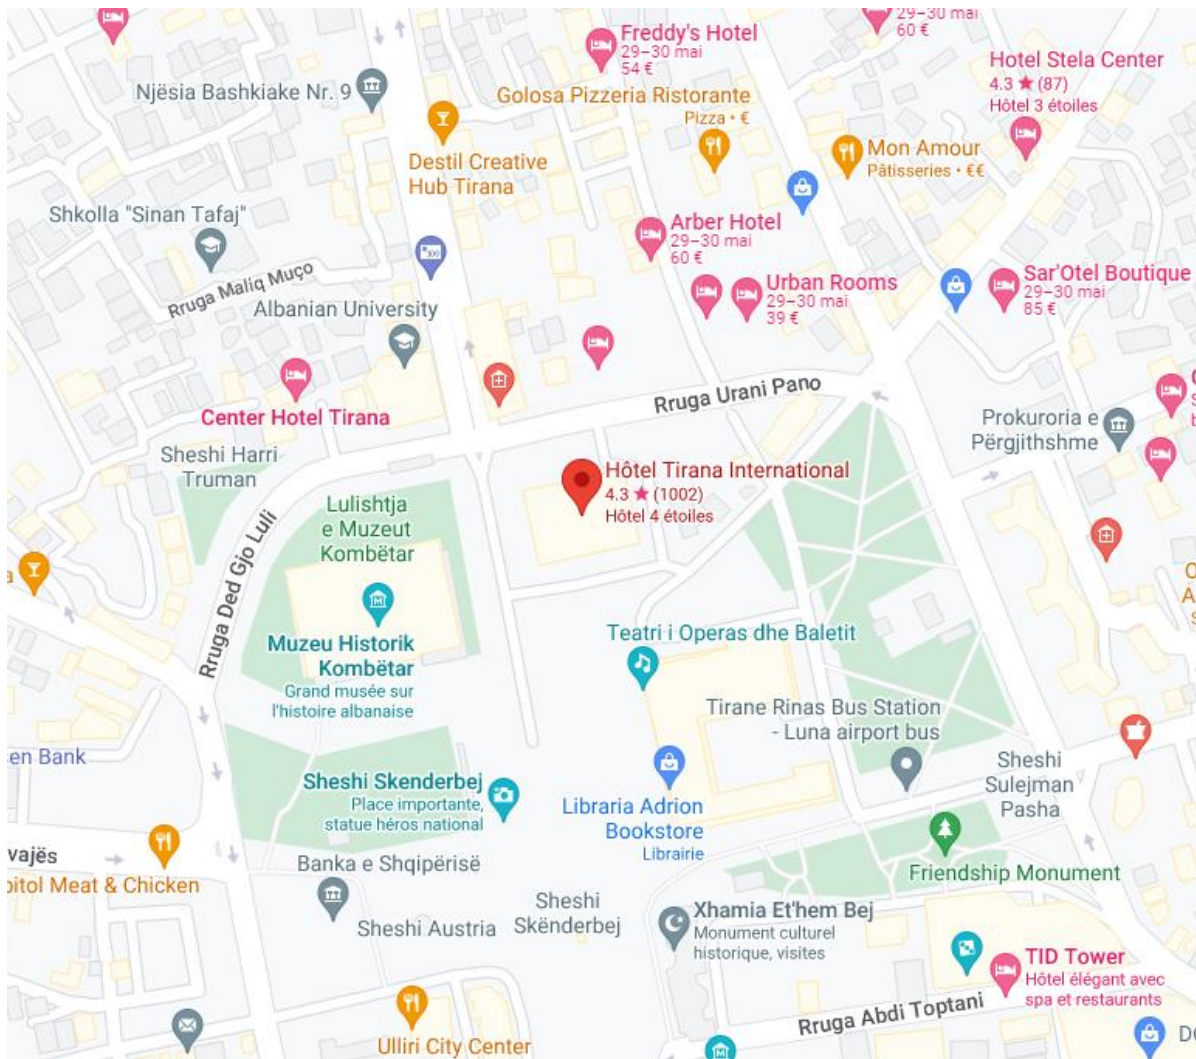 29–30 mai
60 €
Freddy's Hotel
29–30 mai
54 €
Hotel Stela Center
4.3 ★ (87)
Hôtel 3 étoiles
Njësia Bashkiake Nr. 9
Golosa Pizzeria Ristorante
Pizza • €
Destil Creative
Hub Tirana
Mon Amour
Pâtisseries • €€
Shkolla "Sinan Tafaj"
Arber Hotel
29–30 mai
60 €
Rruga Maliq Muço
Urban Rooms
29–30 mai
39 €
Sar'Otel Boutique
29–30 mai
85 €
Albanian University
Rruga Urani Pano
Center Hotel Tirana
Prokuroria e
Përgjithshme
Sheshi Harri
Truman
Hôtel Tirana International
4.3 ★ (1002)
Hôtel 4 étoiles
Lulishtja
e Muzeut
Kombëtar
Rruga Ded Gjo Luli
Muzeu Historik
Kombëtar
Grand musée sur
l'histoire albanaise
Teatri i Operas dhe Baletit
Tirane Rinas Bus Station
- Luna airport bus
en Bank
Sheshi
Sulejman
Pasha
Sheshi Skenderbej
Place importante,
statue héros national
Libraria Adrion
Bookstore
Librairie
vajës
Banka e Shqipërisë
pitol Meat & Chicken
Friendship Monument
Sheshi Austria
Sheshi
Skënderbej
Xhamia Et'hem Bej
Monument culturel
historique, visites
TID Tower
Hôtel élégant avec
spa et restaurants
Rruga Abdi Toptani
Ulliri City Center